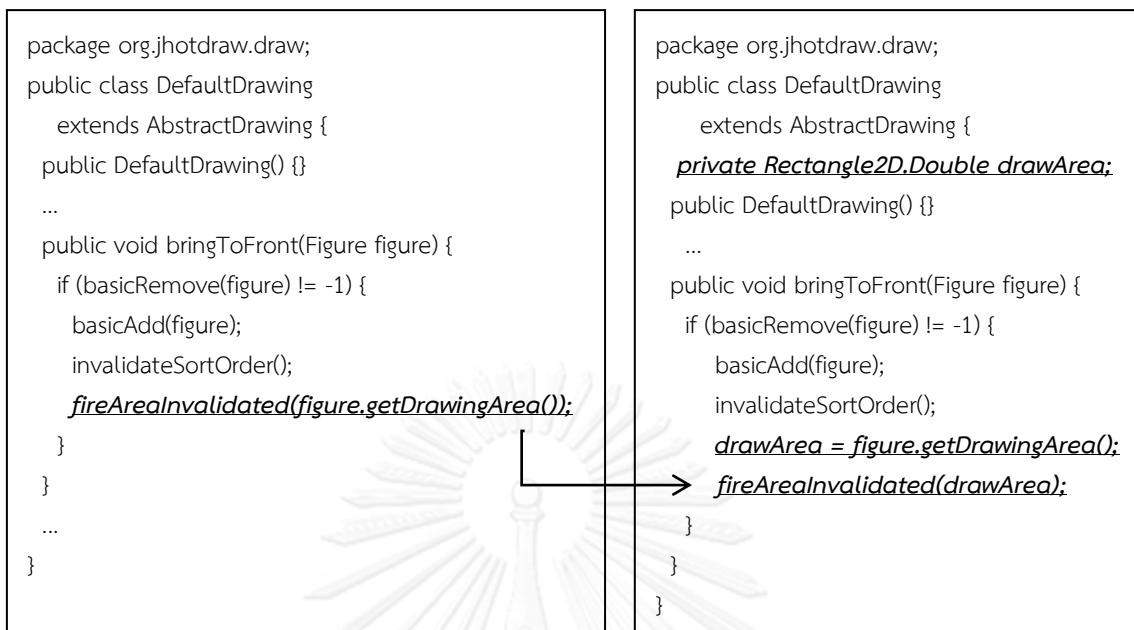 package org.jhotdraw.draw;
public class DefaultDrawing
extends AbstractDrawing {
public DefaultDrawing() {}
...
public void bringToFront(Figure figure) {
if (basicRemove(figure) != -1) {
basicAdd(figure);
invalidateSortOrder();
fireAreaInvalidated(figure.getDrawingArea());
}
}
...
}
package org.jhotdraw.draw;
public class DefaultDrawing
extends AbstractDrawing {
private Rectangle2D.Double drawArea;
public DefaultDrawing() {}
...
public void bringToFront(Figure figure) {
if (basicRemove(figure) != -1) {
basicAdd(figure);
invalidateSortOrder();
drawArea = figure.getDrawingArea();
fireAreaInvalidated(drawArea);
}
}
}